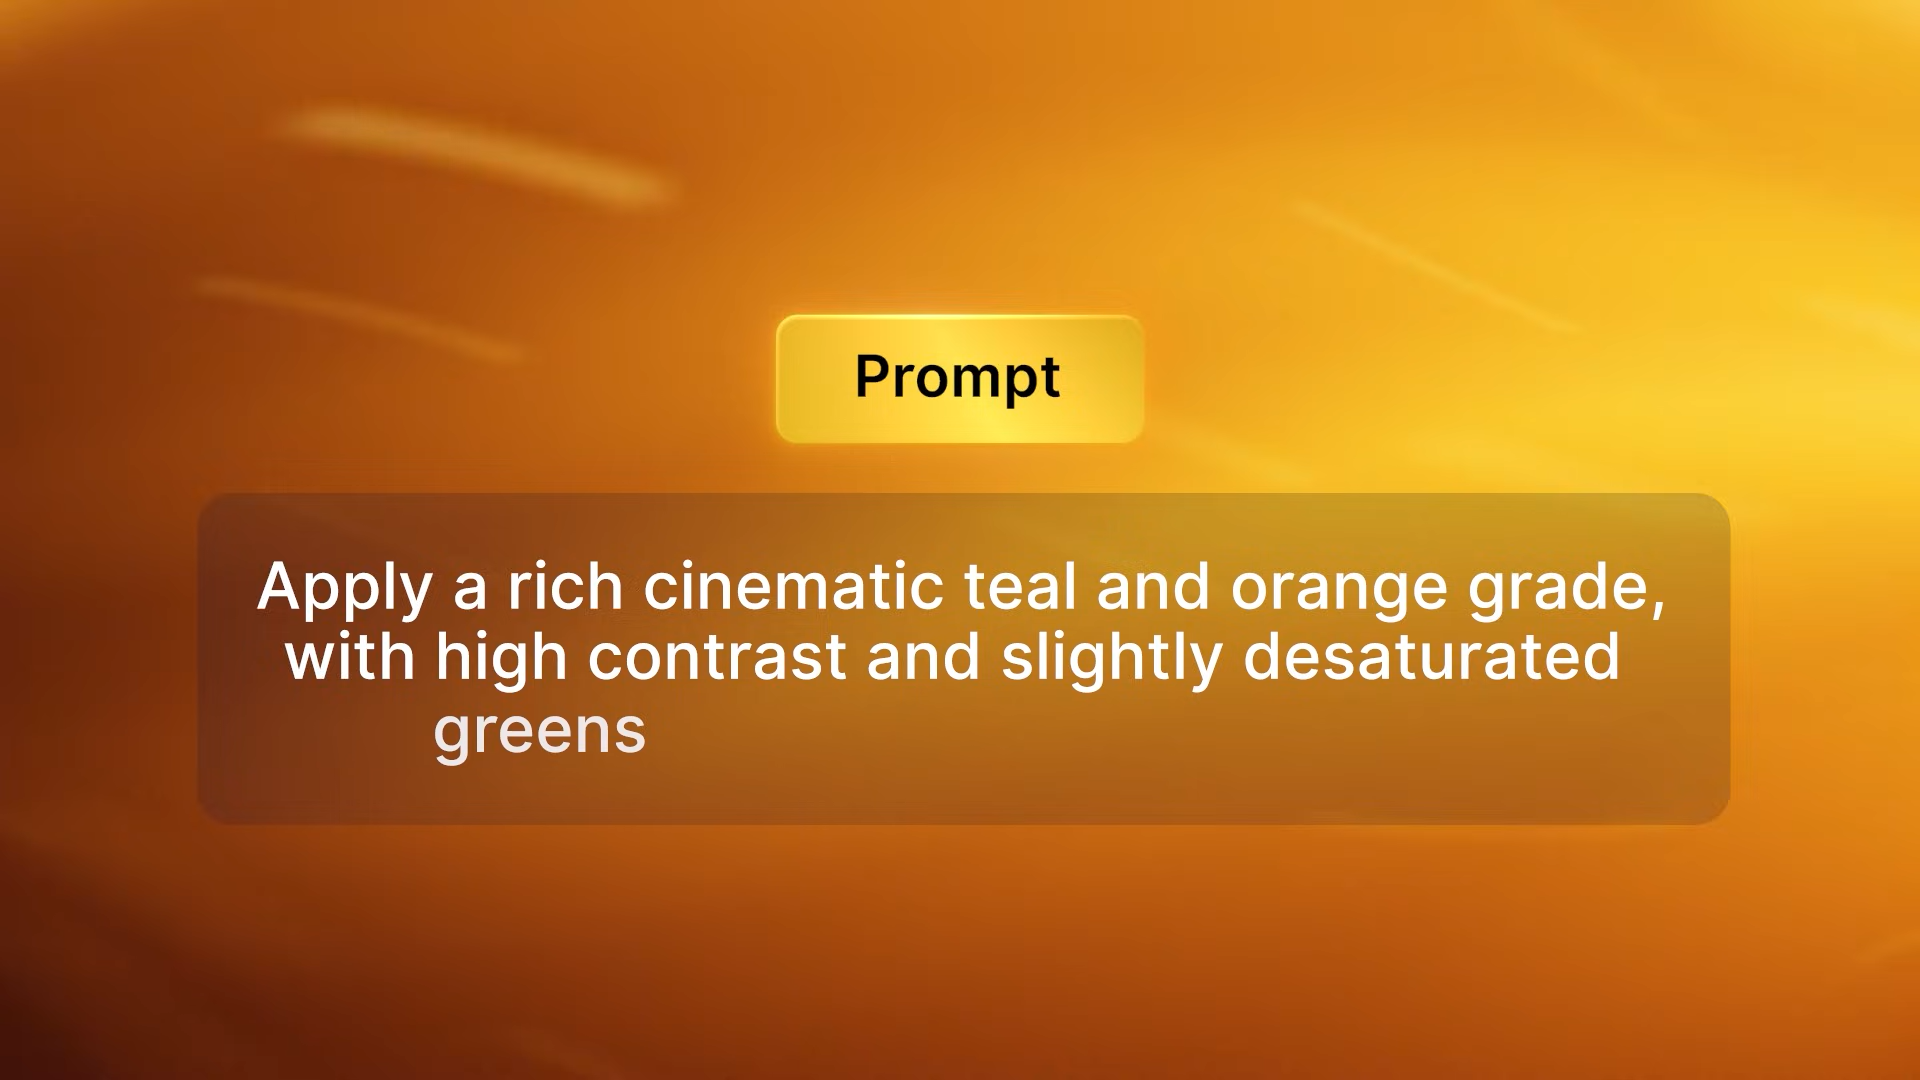 Prompt
Apply a rich cinematic teal and orange grade,
with high contrast and slightly desaturated
greens